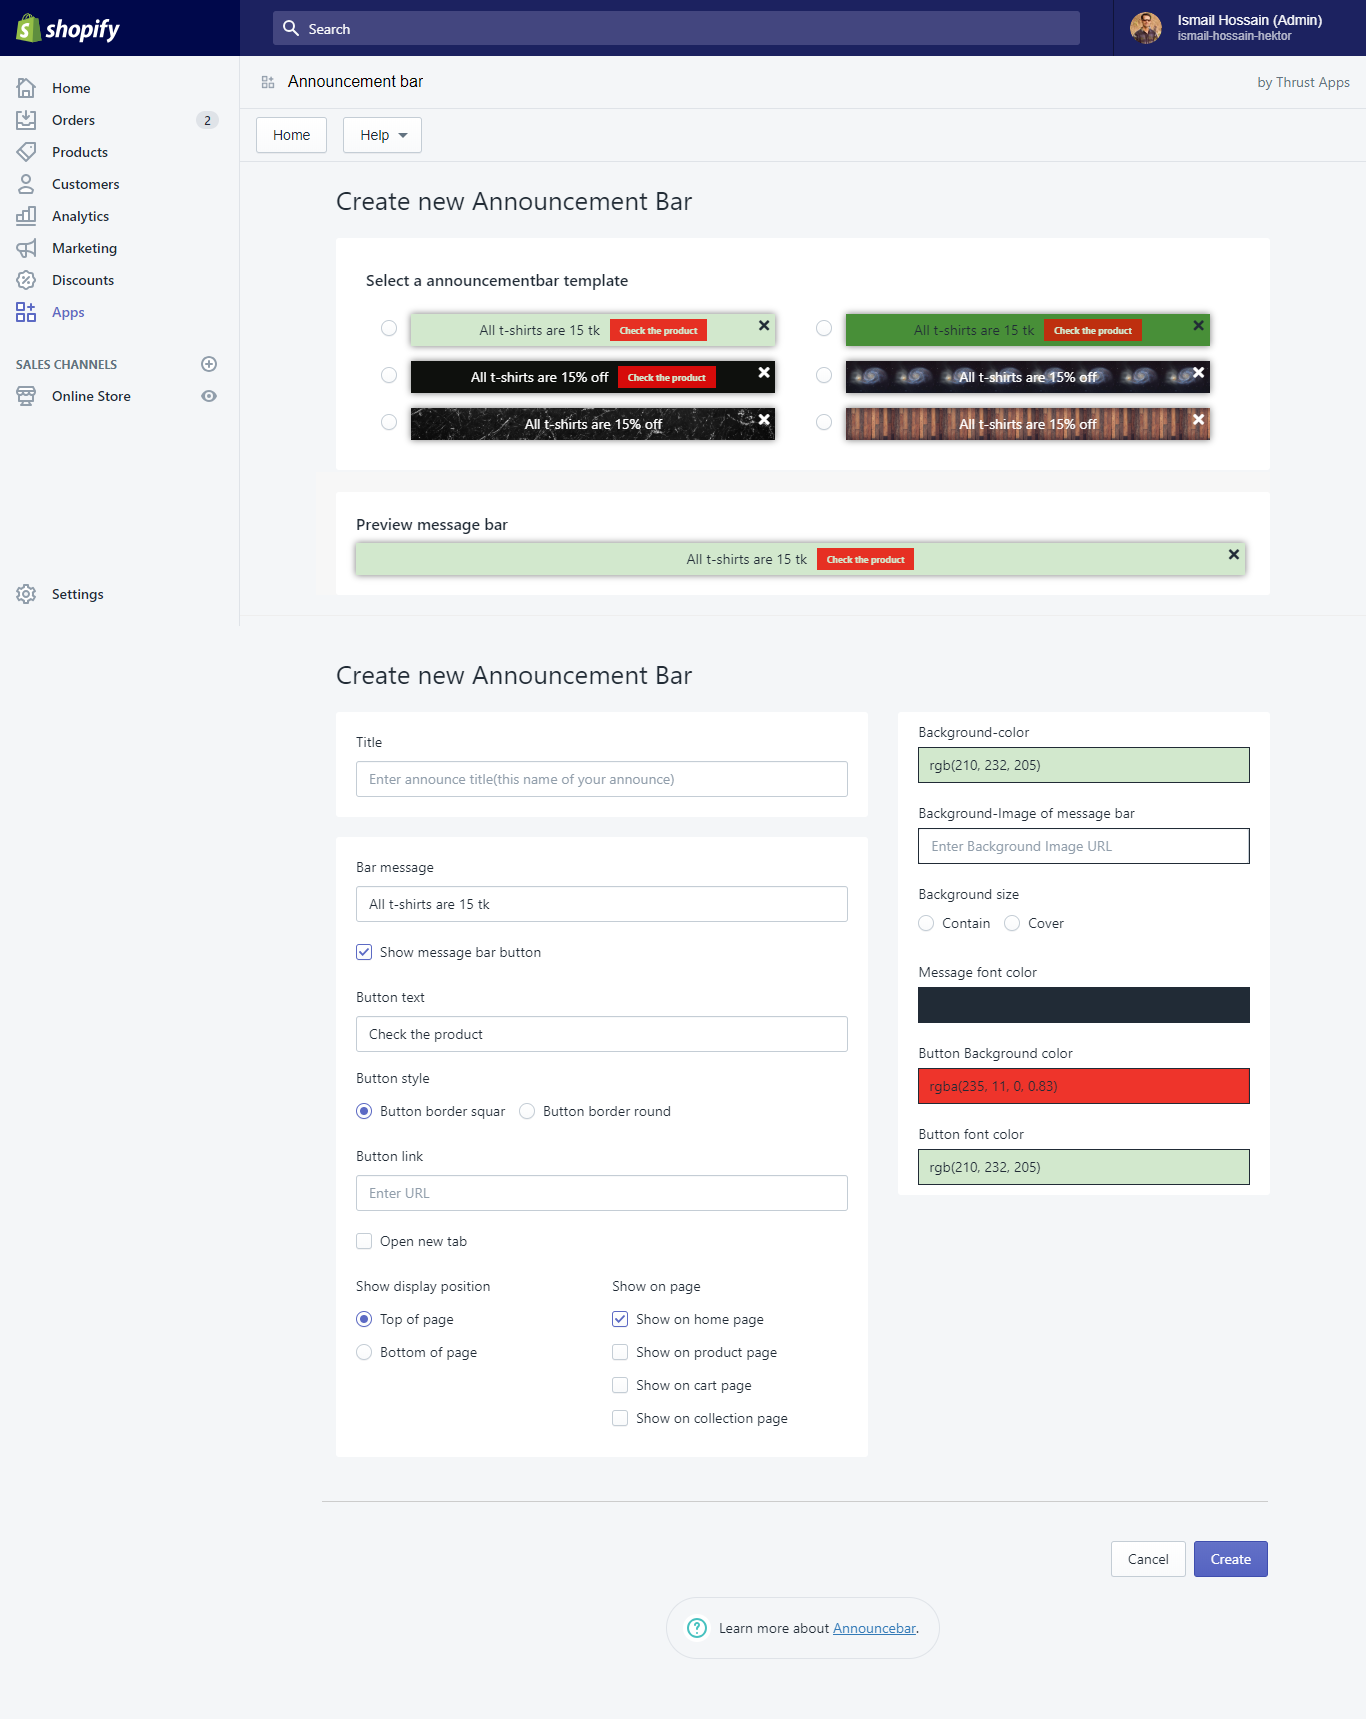 shopify
Search
Ismail Hossain (Admin)
ismail-hossain-hektor
Home
Orders 2
Products
Customers
Analytics
Marketing
Discounts
Apps
SALES CHANNELS
Online Store
Settings
Announcement bar
by Thrust Apps
Home Help
Create new Announcement Bar
Select a announcementbar template
All t-shirts are 15 tk Check the product
All t-shirts are 15 tk Check the product
All t-shirts are 15% off Check the product
All t-shirts are 15% off
All t-shirts are 15% off
All t-shirts are 15% off
Preview message bar
All t-shirts are 15 tk Check the product
Create new Announcement Bar
Title
Enter announce title(this name of your announce)
Bar message
All t-shirts are 15 tk
Show message bar button
Button text
Check the product
Button style
Button border squar Button border round
Button link
Enter URL
Open new tab
Show display position
Top of page
Bottom of page
Show on page
Show on home page
Show on product page
Show on cart page
Show on collection page
Background-color
rgb(210, 232, 205)
Background-Image of message bar
Enter Background Image URL
Background size
Contain Cover
Message font color
Button Background color
rgba(235, 11, 0, 0.83)
Button font color
rgb(210, 232, 205)
Cancel Create
Learn more about Announcebar.